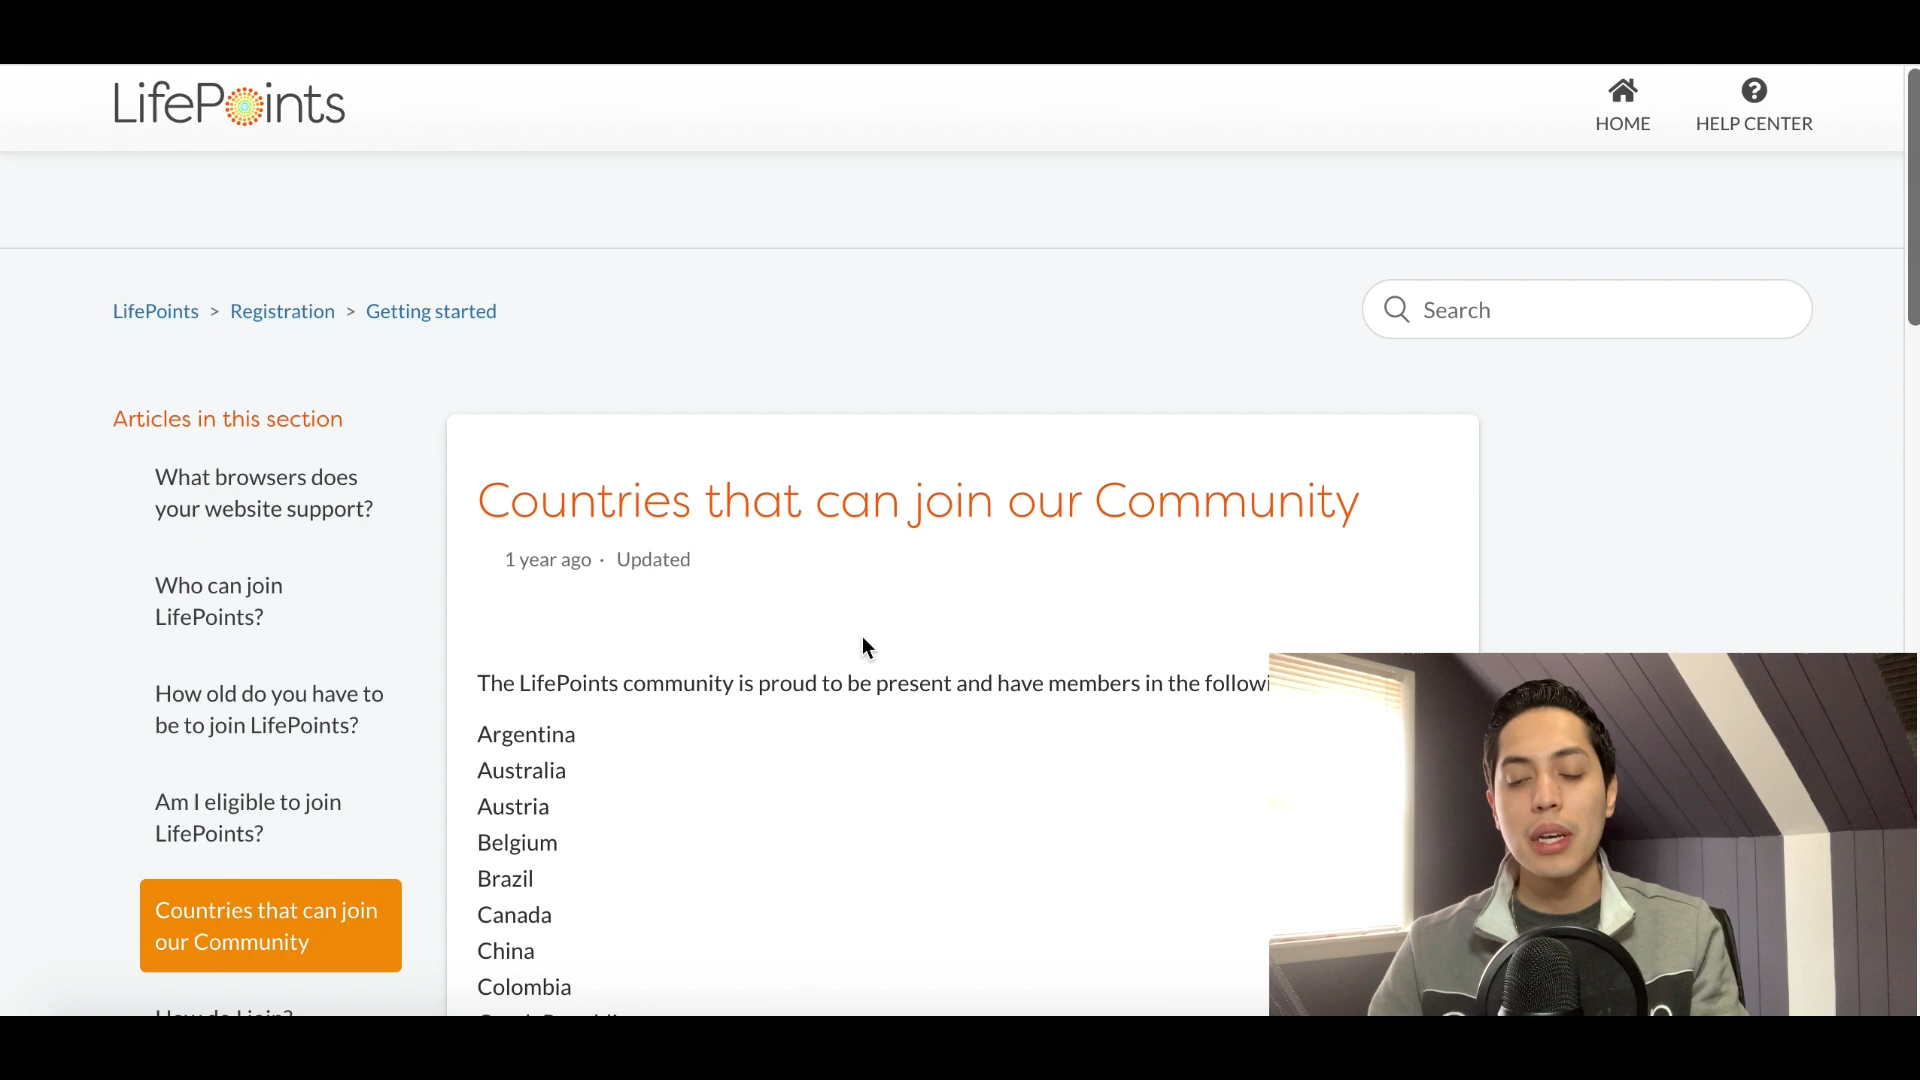 LifePoints
HOME
HELP CENTER
LifePoints > Registration > Getting started
Search
Articles in this section
What browsers does
your website support?
Who can join
LifePoints?
How old do you have to
be to join LifePoints?
Am I eligible to join
LifePoints?
Countries that can join
our Community
How do I join?
Countries that can join our Community
1 year ago · Updated
The LifePoints community is proud to be present and have members in the followi
Argentina
Australia
Austria
Belgium
Brazil
Canada
China
Colombia